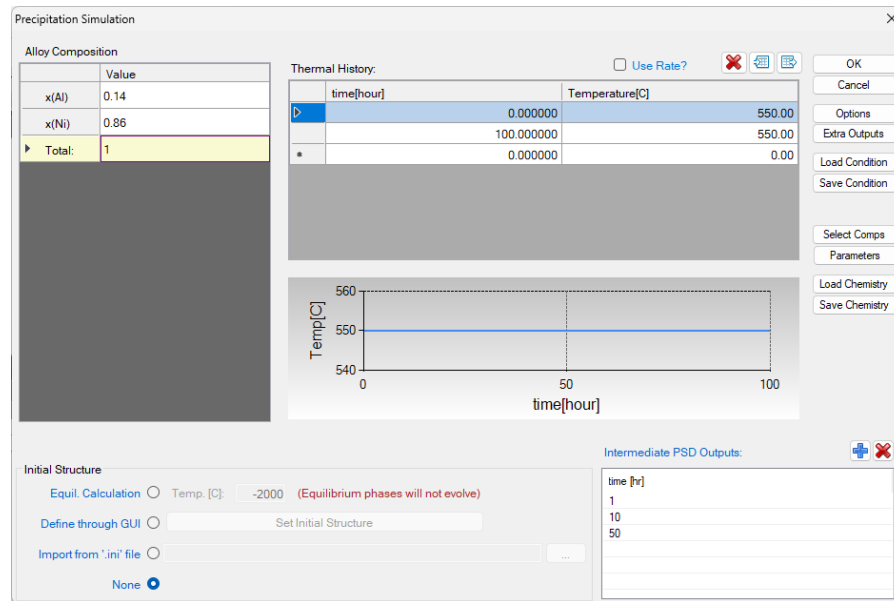 Precipitation Simulation
Alloy Composition
Value
x(Al) 0.14
x(Ni) 0.86
Total: 1
Thermal History:
Use Rate?
time[hour] Temperature[C]
0.000000 550.00
100.000000 550.00
* 0.000000 0.00
OK
Cancel
Options
Extra Outputs
Load Condition
Save Condition
Select Comps
Parameters
Load Chemistry
Save Chemistry
Temp[C]
560
550
540
0 50 100
time[hour]
Initial Structure
Equil. Calculation Temp. [C]: -2000 (Equilibrium phases will not evolve)
Define through GUI Set Initial Structure
Import from '.ini' file ...
None
Intermediate PSD Outputs:
time [hr]
1
10
50